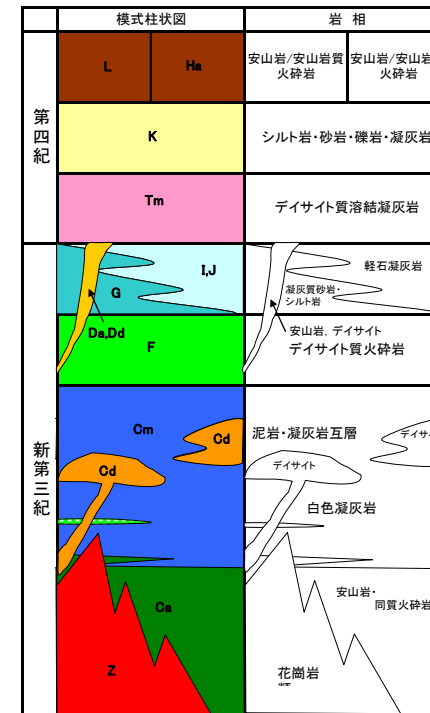 模式柱状図
岩 相
第四紀
L
Ha
安山岩/安山岩質
火砕岩
安山岩/安山岩
火砕岩
K
シルト岩・砂岩・礫岩・凝灰岩
Tm
デイサイト質溶結凝灰岩
新第三紀
I,J
G
軽石凝灰岩
凝灰質砂岩・
シルト岩
Da,Dd
安山岩, デイサイト
F
デイサイト質火砕岩
Cm
Cd
泥岩・凝灰岩互層
デイサ
Cd
デイサイト
白色凝灰岩
Ca
安山岩・
同質火砕岩
Z
花崗岩